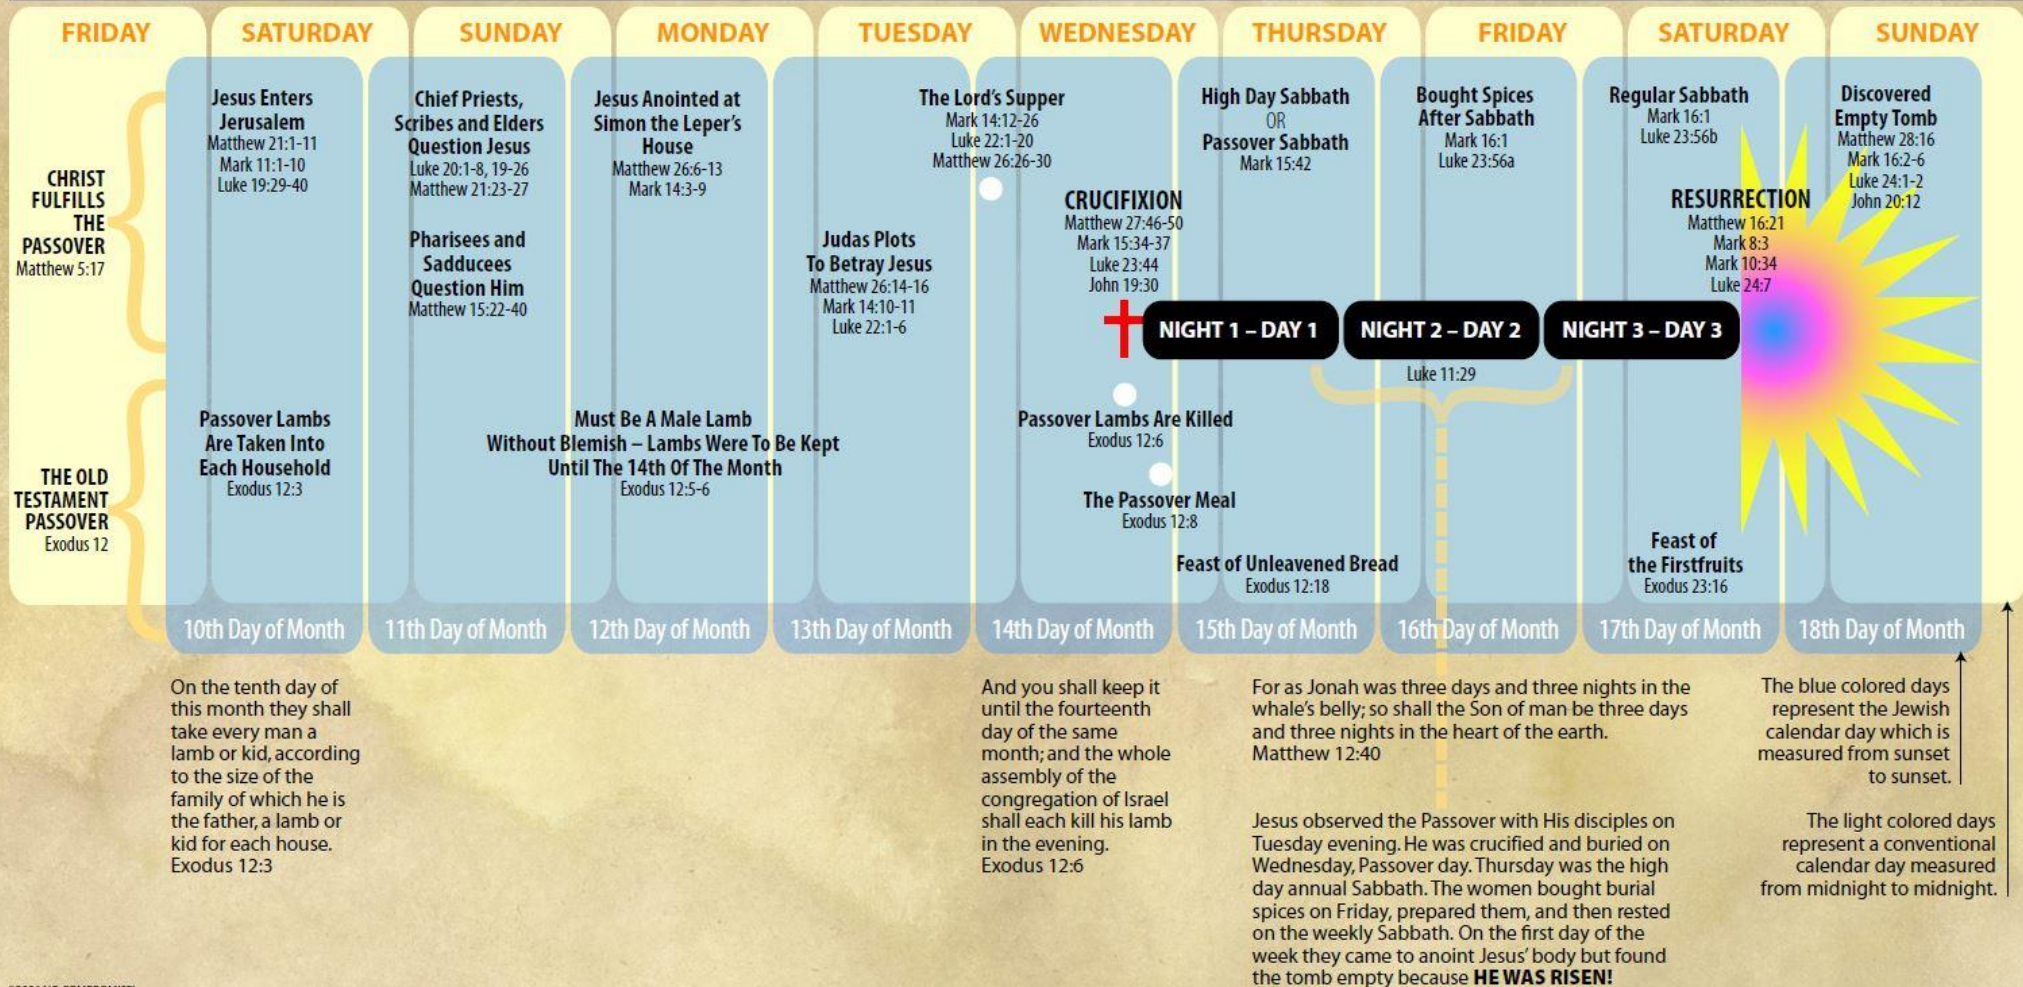 FRIDAY SATURDAY SUNDAY MONDAY TUESDAY WEDNESDAY THURSDAY FRIDAY SATURDAY SUNDAY
CHRIST
FULFILLS
THE
PASSOVER
Matthew 5:17
Jesus Enters
Jerusalem
Matthew 21:1-11
Mark 11:1-10
Luke 19:29-40
Chief Priests,
Scribes and Elders
Question Jesus
Luke 20:1-8, 19-26
Matthew 21:23-27
Pharisees and
Sadducees
Question Him
Matthew 15:22-40
Jesus Anointed at
Simon the Leper's
House
Matthew 26:6-13
Mark 14:3-9
Judas Plots
To Betray Jesus
Matthew 26:14-16
Mark 14:10-11
Luke 22:1-6
The Lord's Supper
Mark 14:12-26
Luke 22:1-20
Matthew 26:26-30
CRUCIFIXION
Matthew 27:46-50
Mark 15:34-37
Luke 23:44
John 19:30
High Day Sabbath
OR
Passover Sabbath
Mark 15:42
Bought Spices
After Sabbath
Mark 16:1
Luke 23:56a
Regular Sabbath
Mark 16:1
Luke 23:56b
RESURRECTION
Matthew 16:21
Mark 8:3
Mark 10:34
Luke 24:7
Discovered
Empty Tomb
Matthew 28:16
Mark 16:2-6
Luke 24:1-2
John 20:12
NIGHT 1 – DAY 1
NIGHT 2 – DAY 2
NIGHT 3 – DAY 3
Luke 11:29
THE OLD
TESTAMENT
PASSOVER
Exodus 12
Passover Lambs
Are Taken Into
Each Household
Exodus 12:3
Must Be A Male Lamb
Without Blemish – Lambs Were To Be Kept
Until The 14th Of The Month
Exodus 12:5-6
Passover Lambs Are Killed
Exodus 12:6
The Passover Meal
Exodus 12:8
Feast of Unleavened Bread
Exodus 12:18
Feast of
the Firstfruits
Exodus 23:16
10th Day of Month 11th Day of Month 12th Day of Month 13th Day of Month 14th Day of Month 15th Day of Month 16th Day of Month 17th Day of Month 18th Day of Month
On the tenth day of
this month they shall
take every man a
lamb or kid, according
to the size of the
family of which he is
the father, a lamb or
kid for each house.
Exodus 12:3
And you shall keep it
until the fourteenth
day of the same
month; and the whole
assembly of the
congregation of Israel
shall each kill his lamb
in the evening.
Exodus 12:6
For as Jonah was three days and three nights in the
whale's belly; so shall the Son of man be three days
and three nights in the heart of the earth.
Matthew 12:40
Jesus observed the Passover with His disciples on
Tuesday evening. He was crucified and buried on
Wednesday, Passover day. Thursday was the high
day annual Sabbath. The women bought burial
spices on Friday, prepared them, and then rested
on the weekly Sabbath. On the first day of the
week they came to anoint Jesus' body but found
the tomb empty because HE WAS RISEN!
The blue colored days
represent the Jewish
calendar day which is
measured from sunset
to sunset.
The light colored days
represent a conventional
calendar day measured
from midnight to midnight.